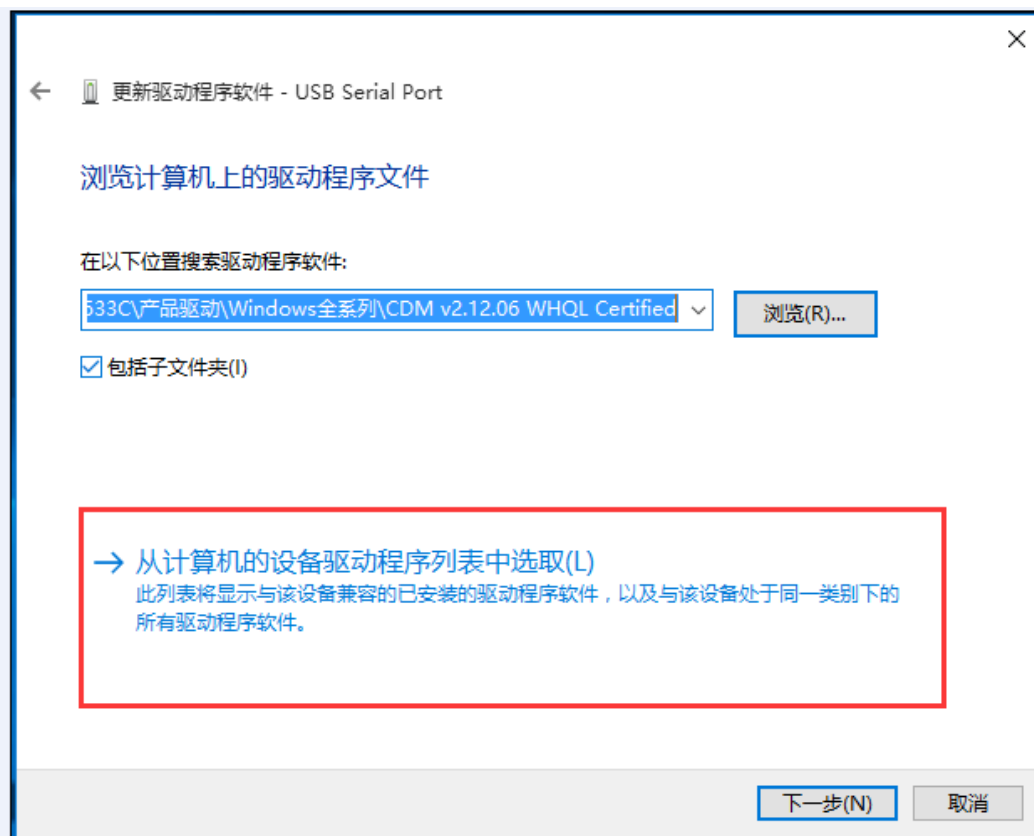 更新驱动程序软件 - USB Serial Port
浏览计算机上的驱动程序文件
在以下位置搜索驱动程序软件:
533C\产品驱动\Windows全系列\CDM v2.12.06 WHQL Certified
浏览(R)...
包括子文件夹(I)
从计算机的设备驱动程序列表中选取(L)
此列表将显示与该设备兼容的已安装的驱动程序软件，以及与该设备处于同一类别下的
所有驱动程序软件。
下一步(N)
取消